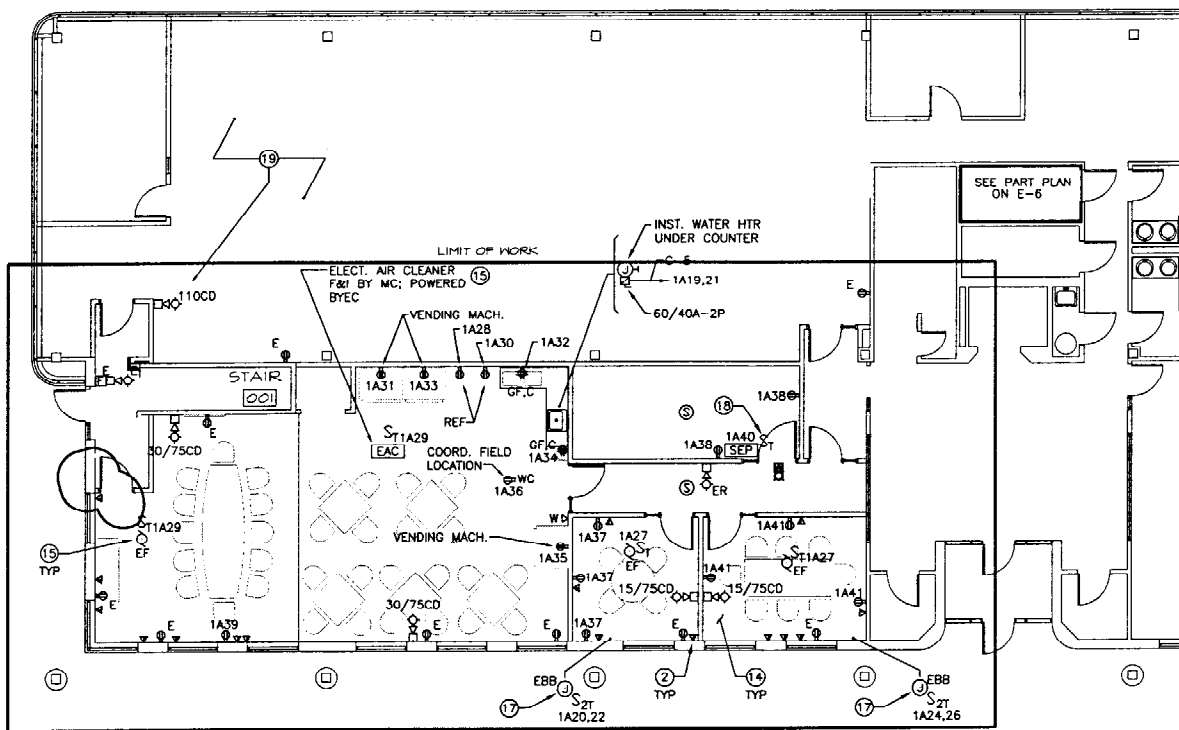 SEE PART PLAN
ON E-6
19
INST. WATER HTR
UNDER COUNTER
LIMIT OF WORK
J
1A19,21
60/40A-2P
ELECT. AIR CLEANER
F&I BY MC; POWERED
BYEC
15
110CD
E
VENDING MACH.
1A28
1A30
1A32
E
E
STAIR
001
1A31
1A33
REF
GF,C
1A38
18
S
T
1A40
SEP
1A38
30/75CD
E
ST1A29
EAC
GF,C
1A34
COORD. FIELD
LOCATION
WC
1A36
S
ER
W
T1A29
EF
15
TYP
VENDING MACH.
1A35
1A37
1A27
ST
EF
1A41
ST1A27
EF
1A37
1A41
1A41
15/75CD
15/75CD
30/75CD
E
E
1A39
E
E
1A37
E
E
EBB
J
S2T
17
1A20,22
2
TYP
14
TYP
EBB
J
S2T
17
1A24,26